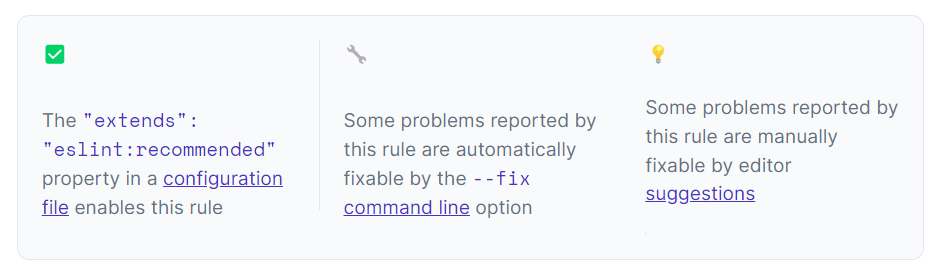 The "extends":
"eslint:recommended"
property in a configuration
file enables this rule
Some problems reported by
this rule are automatically
fixable by the --fix
command line option
Some problems reported by
this rule are manually
fixable by editor
suggestions